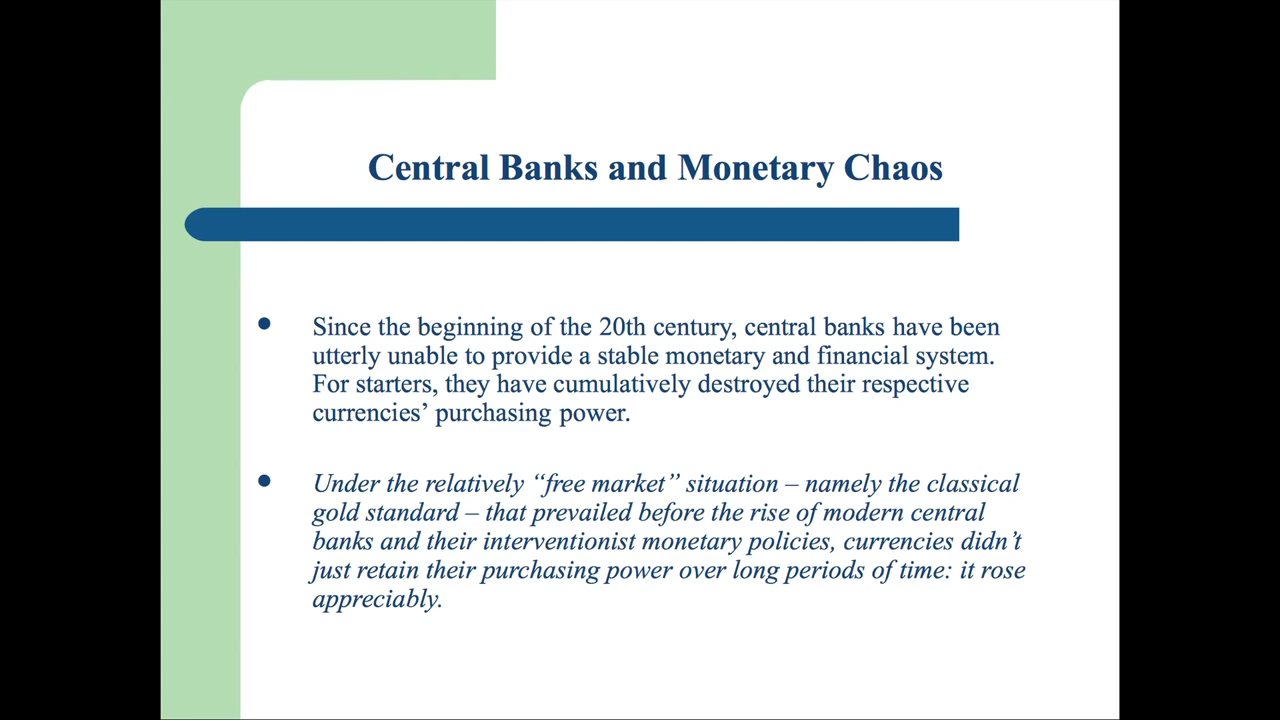 Central Banks and Monetary Chaos
Since the beginning of the 20th century, central banks have been
utterly unable to provide a stable monetary and financial system.
For starters, they have cumulatively destroyed their respective
currencies’ purchasing power.
Under the relatively “free market” situation – namely the classical
gold standard – that prevailed before the rise of modern central
banks and their interventionist monetary policies, currencies didn’t
just retain their purchasing power over long periods of time: it rose
appreciably.